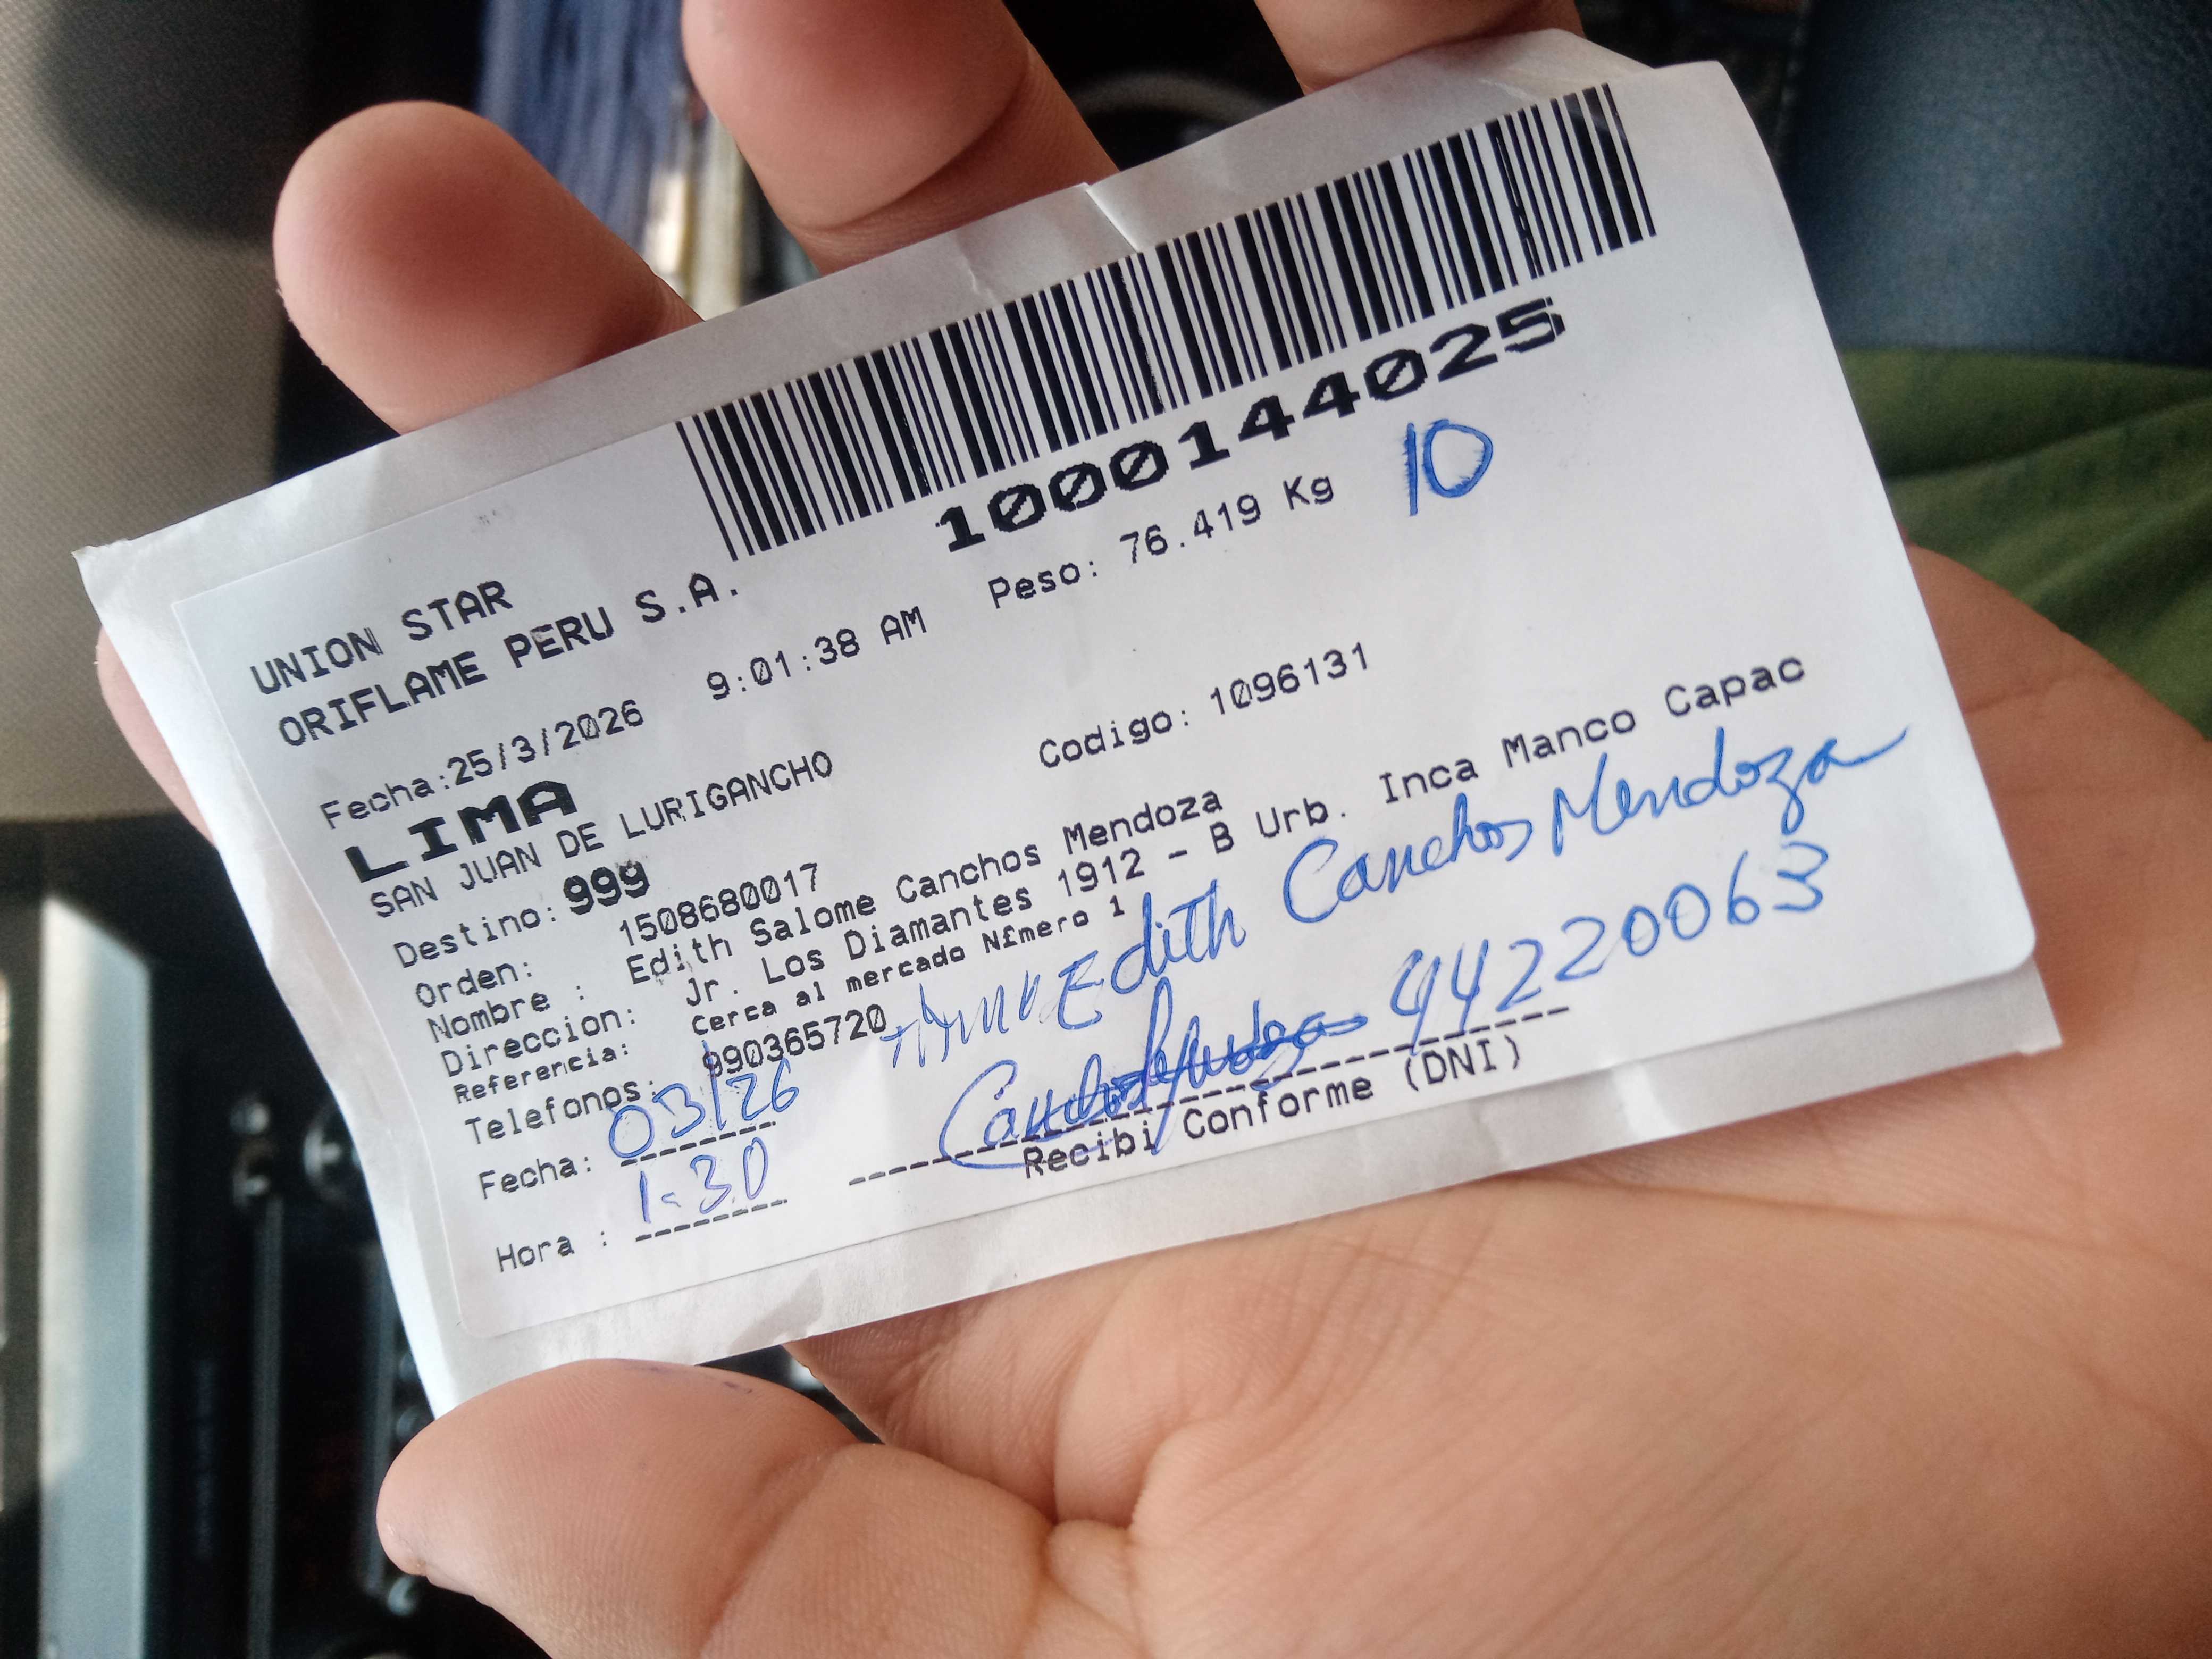 1000144025
UNION STAR
ORIFLAME PERU S.A.
Fecha:25/3/2026 9:01:38 AM Peso: 76.419 Kg 10
LIMA
SAN JUAN DE LURIGANCHO Codigo: 1096131
Destino: 999
Orden: 1508680017
Nombre : Edith Salome Canchos Mendoza
Direccion: Jr. Los Diamantes 1912 - B Urb. Inca Manco Capac
Referencia: Cerca al mercado N£mero 1
Telefonos: 990365720
Edith Canchos Mendoza
44220063
Fecha: 03/26
Recibi Conforme (DNI)
Hora : 1:30